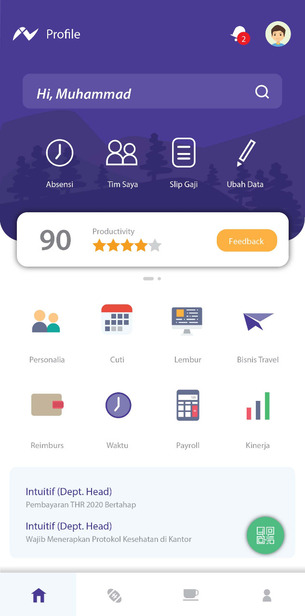 Profile
2
Hi, Muhammad
Absensi
Tim Saya
Slip Gaji
Ubah Data
90
Productivity
Feedback
Personalia
Cuti
Lembur
Bisnis Travel
Reimburs
Waktu
Payroll
Kinerja
Intuitif (Dept. Head)
Pembayaran THR 2020 Bertahap
Intuitif (Dept. Head)
Wajib Menerapkan Protokol Kesehatan di Kantor